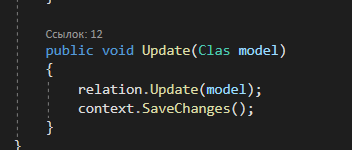 }
Ссылок: 12
public void Update(Clas model)
{
relation.Update(model);
context.SaveChanges();
}
}